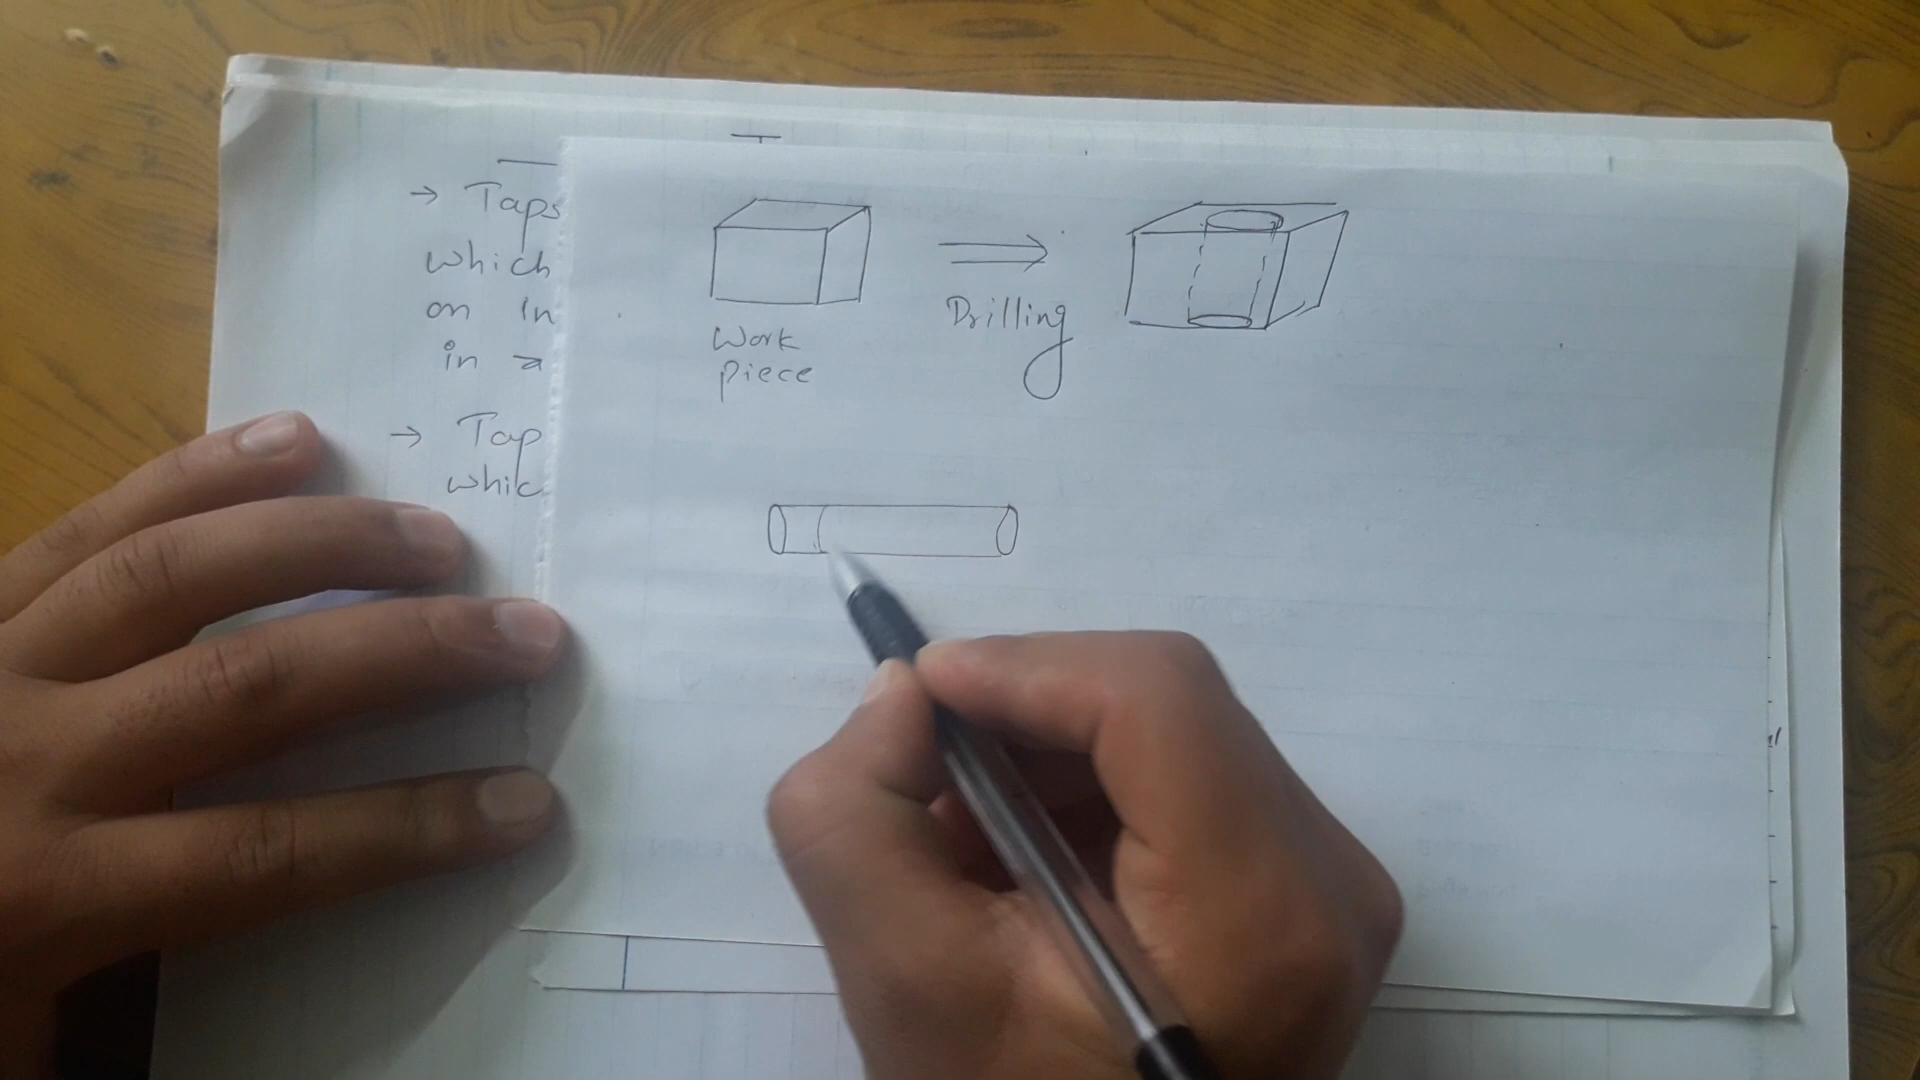 → Taps
which
on in
in a
→ Tap
whic
Work
piece
Drilling